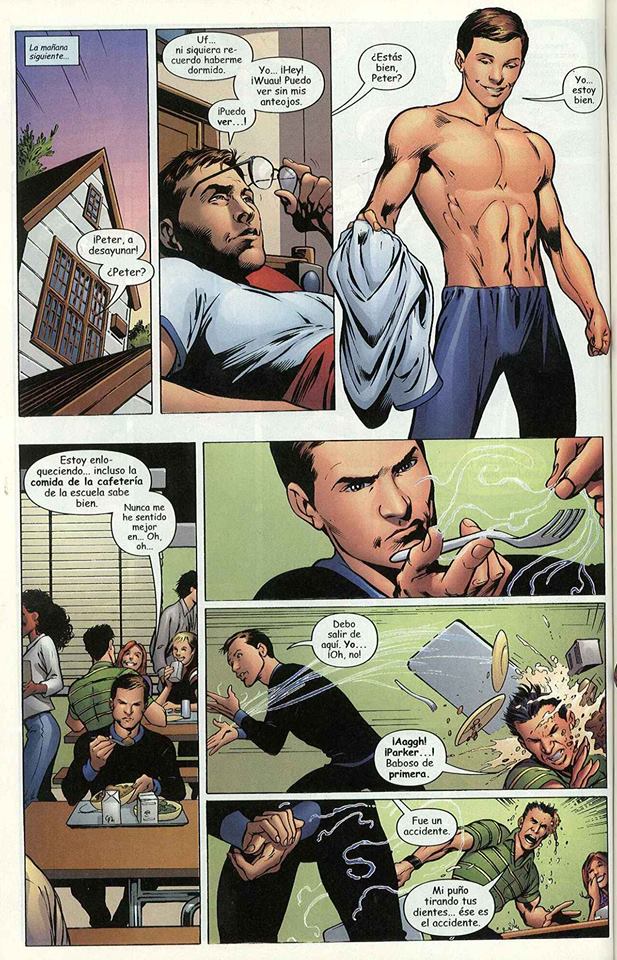 La mañana
siguiente...
¡Peter, a
desayunar!
¿Peter?
Uf...
ni siquiera re-
cuerdo haberme
dormido.
Yo... ¡Hey!
¡Wuau! Puedo
ver sin mis
anteojos.
¡Puedo
ver...!
¿Estás
bien,
Peter?
Yo...
estoy
bien.
Estoy enlo-
queciendo... incluso la
comida de la cafetería
de la escuela sabe
bien.
Nunca me
he sentido
mejor
en... Oh,
oh...
Debo
salir de
aquí. Yo...
¡Oh, no!
¡Aaggh!
¡Parker...!
Baboso de
primera.
Fue un
accidente.
Mi puño
tirando tus
dientes... ése es
el accidente.